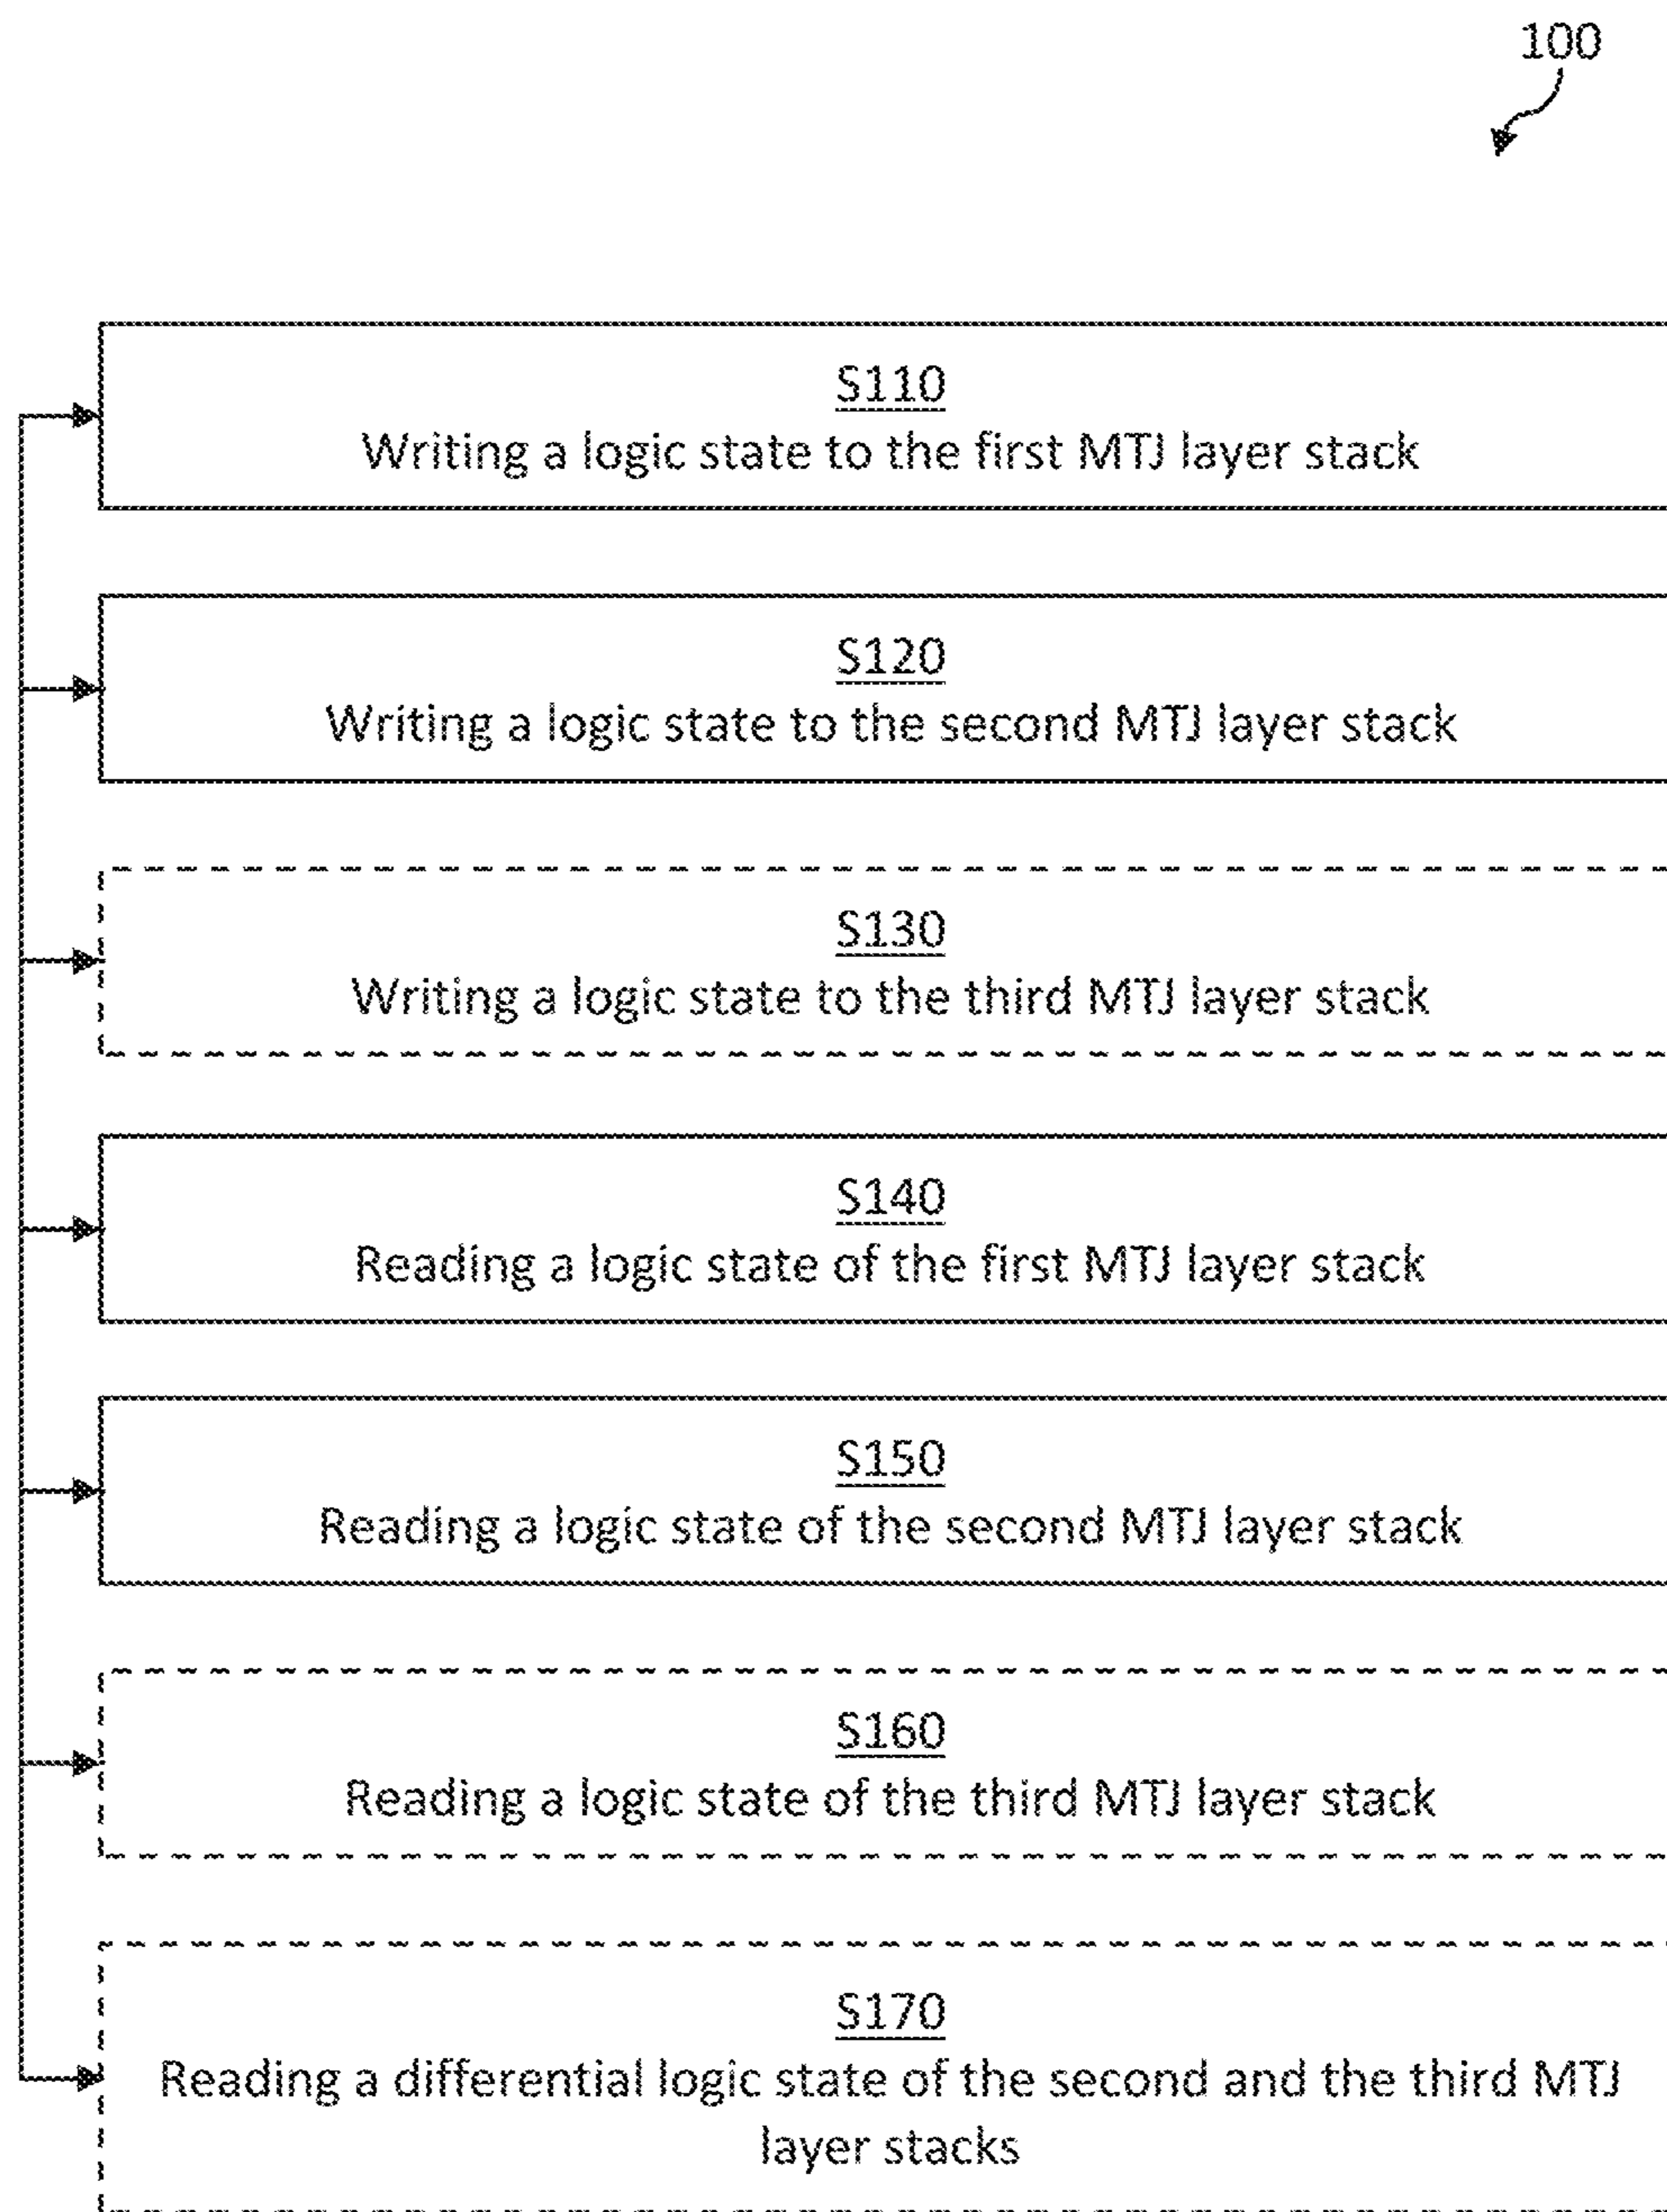 100
S110
Writing a logic state to the first MTJ layer stack
S120
Writing a logic state to the second MTJ layer stack
S130
Writing a logic state to the third MTJ layer stack
S140
Reading a logic state of the first MTJ layer stack
S150
Reading a logic state of the second MTJ layer stack
S160
Reading a logic state of the third MTJ layer stack
S170
Reading a differential logic state of the second and the third MTJ
layer stacks